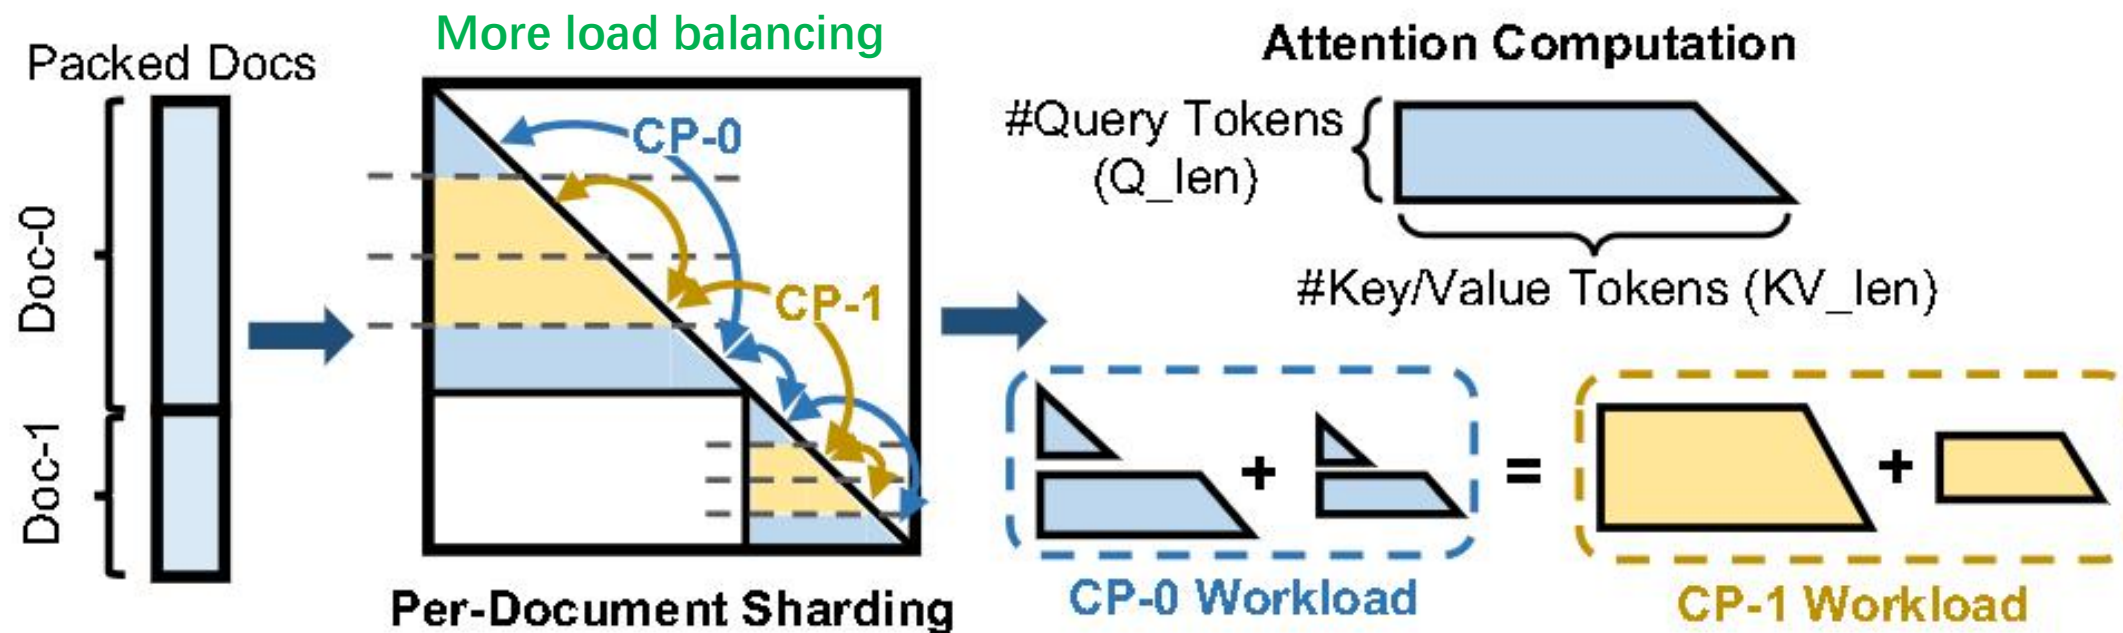 Packed Docs
Doc-0
Doc-1
More load balancing
CP-0
CP-1
Per-Document Sharding
Attention Computation
#Query Tokens
(Q_len)
#Key/Value Tokens (KV_len)
+
=
+
CP-0 Workload
CP-1 Workload